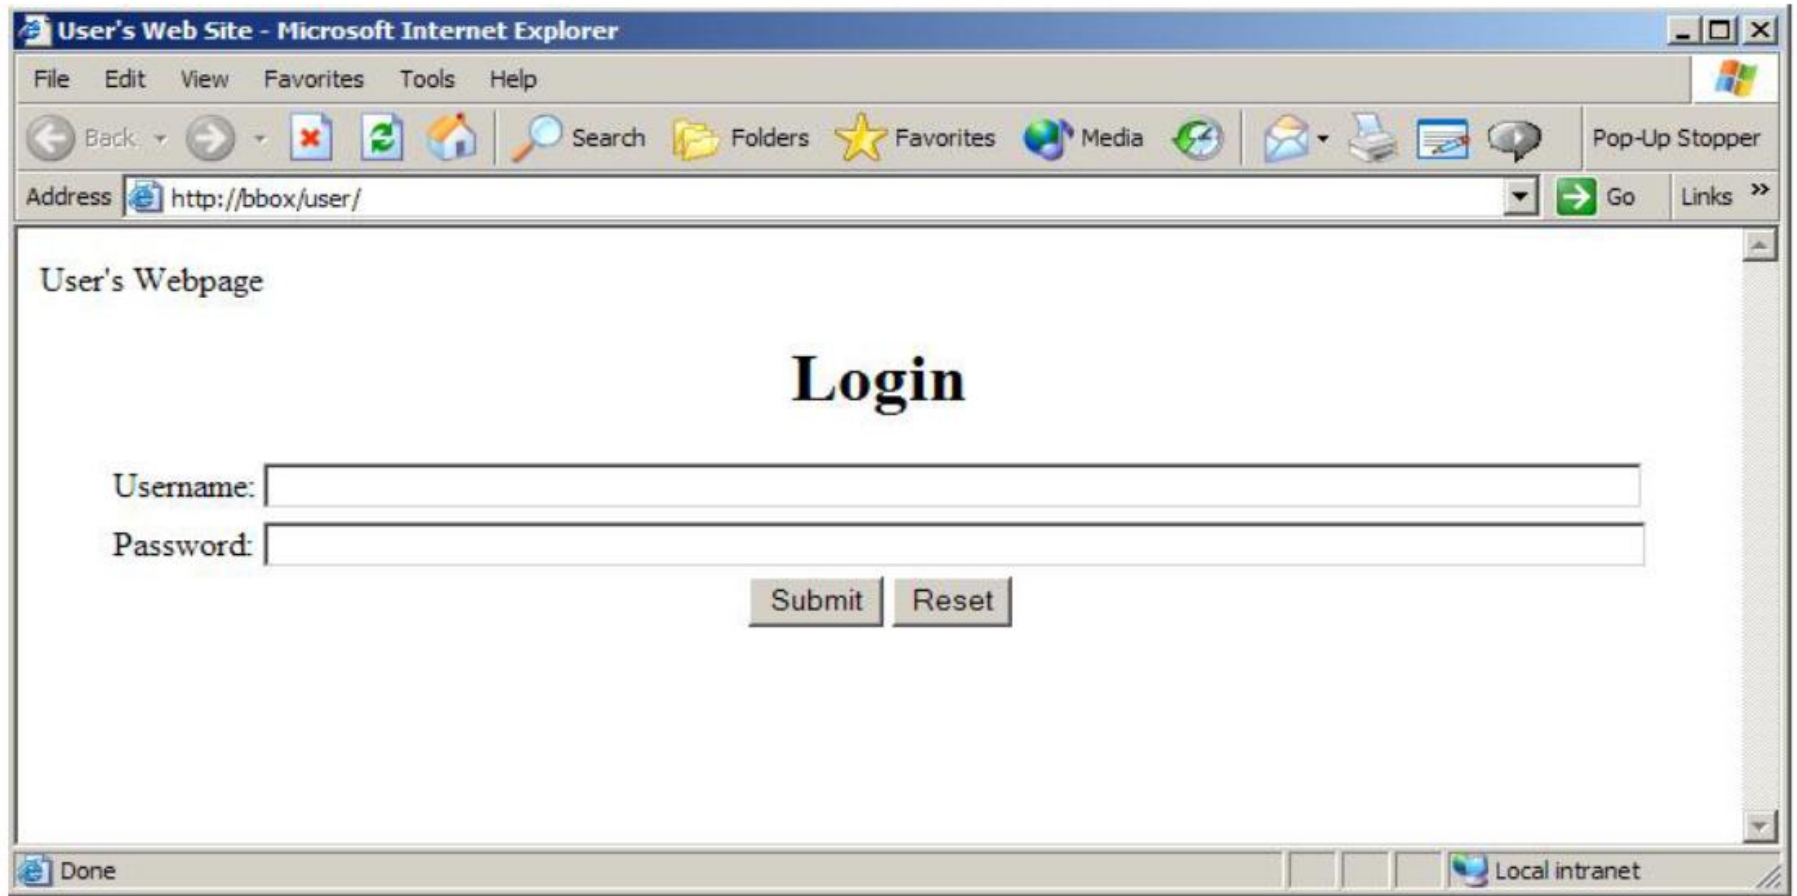 User's Web Site - Microsoft Internet Explorer
File Edit View Favorites Tools Help
Back Search Folders Favorites Media Pop-Up Stopper
Address http://bbox/user/ Go Links »
User's Webpage
Login
Username:
Password:
Submit Reset
Done Local intranet